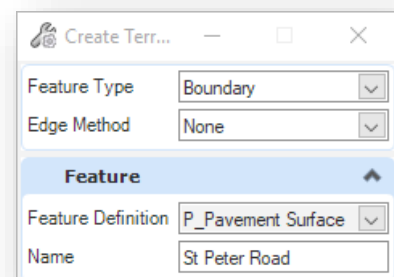 Create Terr...
Feature Type Boundary
Edge Method None
Feature
Feature Definition P_Pavement Surface
Name St Peter Road